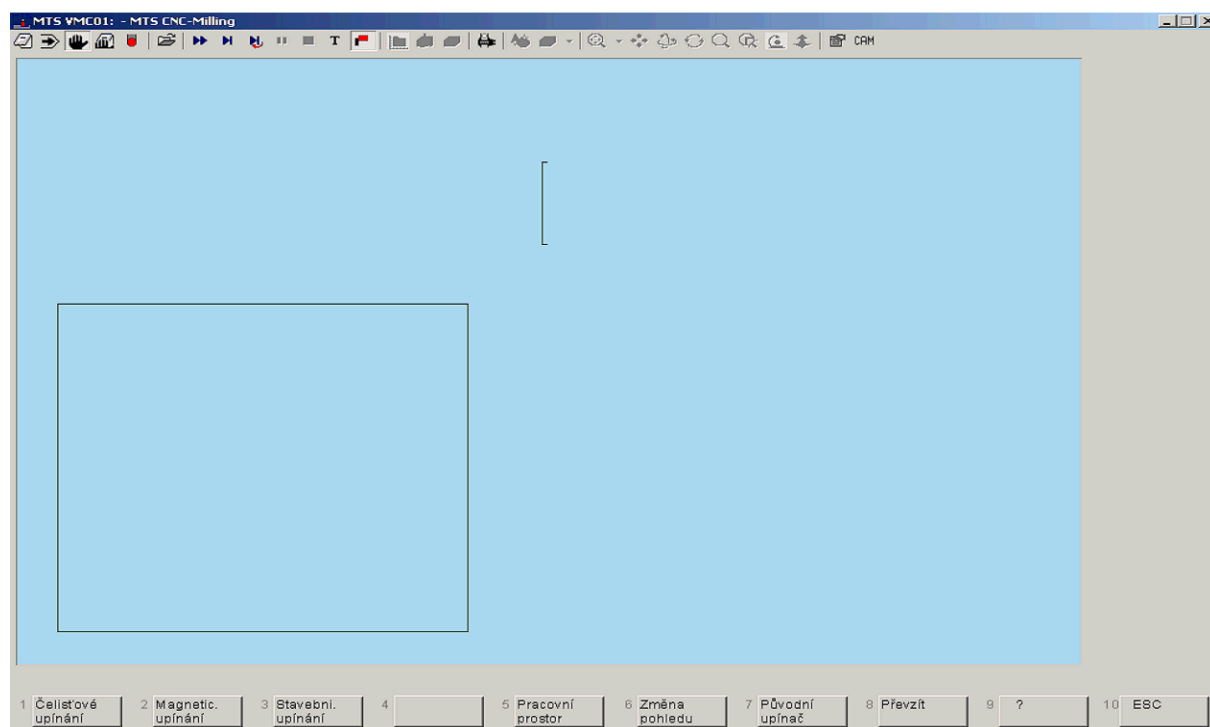 MTS VMC01: - MTS CNC-Milling
T CAM
1 Čelisťové upínání
2 Magnetic. upínání
3 Stavebni. upínání
4
5 Pracovní prostor
6 Změna pohledu
7 Původní upínač
8 Převzít
9 ?
10 ESC